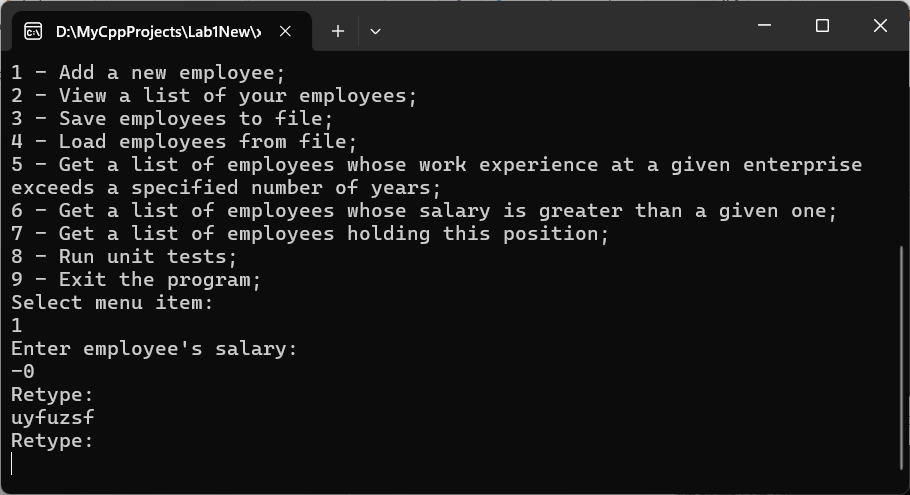 D:\MyCppProjects\Lab1New\x
1 - Add a new employee;
2 - View a list of your employees;
3 - Save employees to file;
4 - Load employees from file;
5 - Get a list of employees whose work experience at a given enterprise
exceeds a specified number of years;
6 - Get a list of employees whose salary is greater than a given one;
7 - Get a list of employees holding this position;
8 - Run unit tests;
9 - Exit the program;
Select menu item:
1
Enter employee's salary:
-0
Retype:
uyfuzsf
Retype: